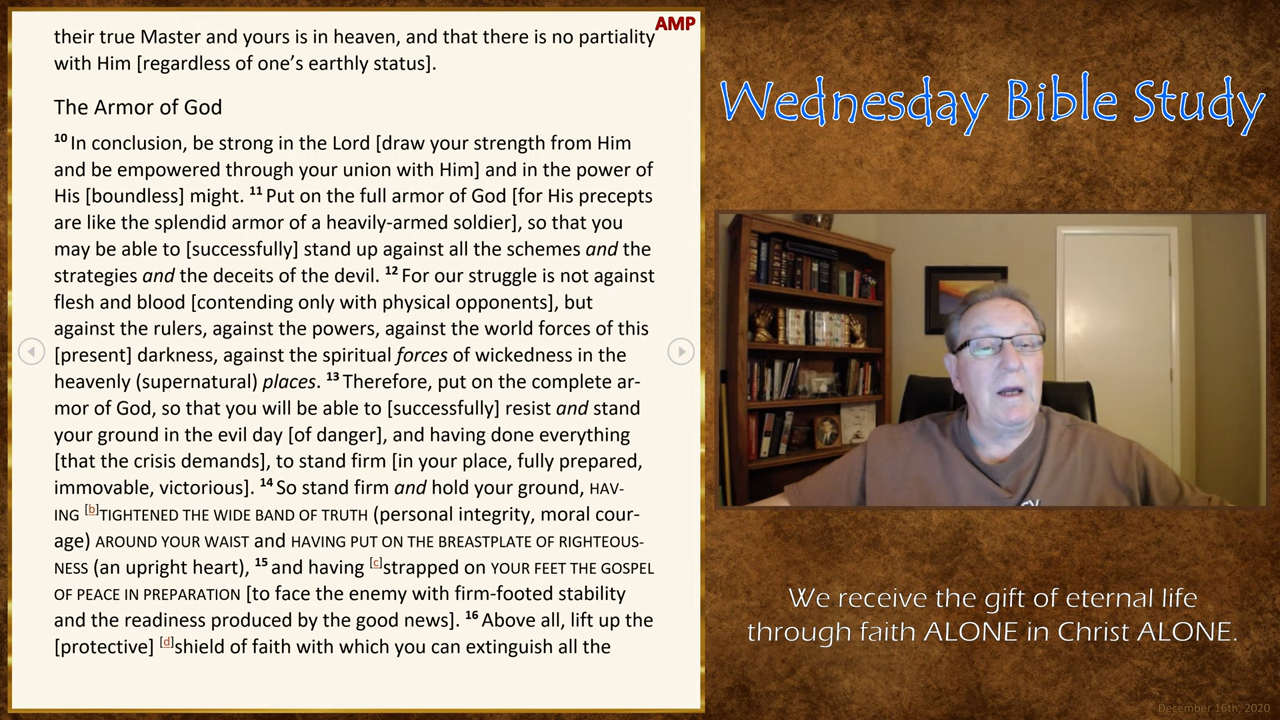 AMP
their true Master and yours is in heaven, and that there is no partiality
with Him [regardless of one’s earthly status].
The Armor of God
10 In conclusion, be strong in the Lord [draw your strength from Him
and be empowered through your union with Him] and in the power of
His [boundless] might. 11 Put on the full armor of God [for His precepts
are like the splendid armor of a heavily-armed soldier], so that you
may be able to [successfully] stand up against all the schemes and the
strategies and the deceits of the devil. 12 For our struggle is not against
flesh and blood [contending only with physical opponents], but
against the rulers, against the powers, against the world forces of this
[present] darkness, against the spiritual forces of wickedness in the
heavenly (supernatural) places. 13 Therefore, put on the complete ar-
mor of God, so that you will be able to [successfully] resist and stand
your ground in the evil day [of danger], and having done everything
[that the crisis demands], to stand firm [in your place, fully prepared,
immovable, victorious]. 14 So stand firm and hold your ground, HAV-
ING [b]TIGHTENED THE WIDE BAND OF TRUTH (personal integrity, moral cour-
age) AROUND YOUR WAIST and HAVING PUT ON THE BREASTPLATE OF RIGHTEOUS-
NESS (an upright heart), 15 and having [c]strapped on YOUR FEET THE GOSPEL
OF PEACE IN PREPARATION [to face the enemy with firm-footed stability
and the readiness produced by the good news]. 16 Above all, lift up the
[protective] [d]shield of faith with which you can extinguish all the
Wednesday Bible Study
We receive the gift of eternal life
through faith ALONE in Christ ALONE.
December 16th, 2020